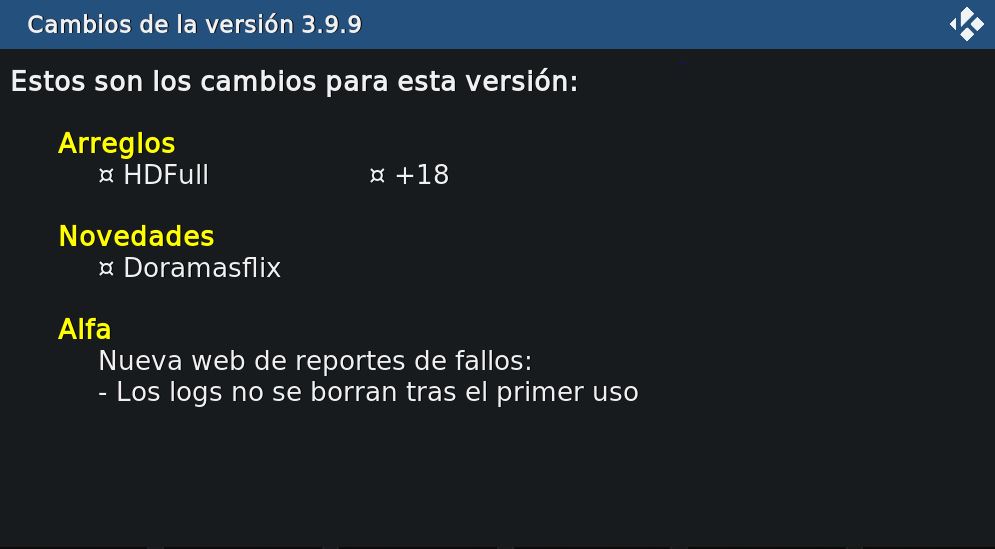 Cambios de la versión 3.9.9
Estos son los cambios para esta versión:
Arreglos
¤ HDFull ¤ +18
Novedades
¤ Doramasflix
Alfa
Nueva web de reportes de fallos:
- Los logs no se borran tras el primer uso